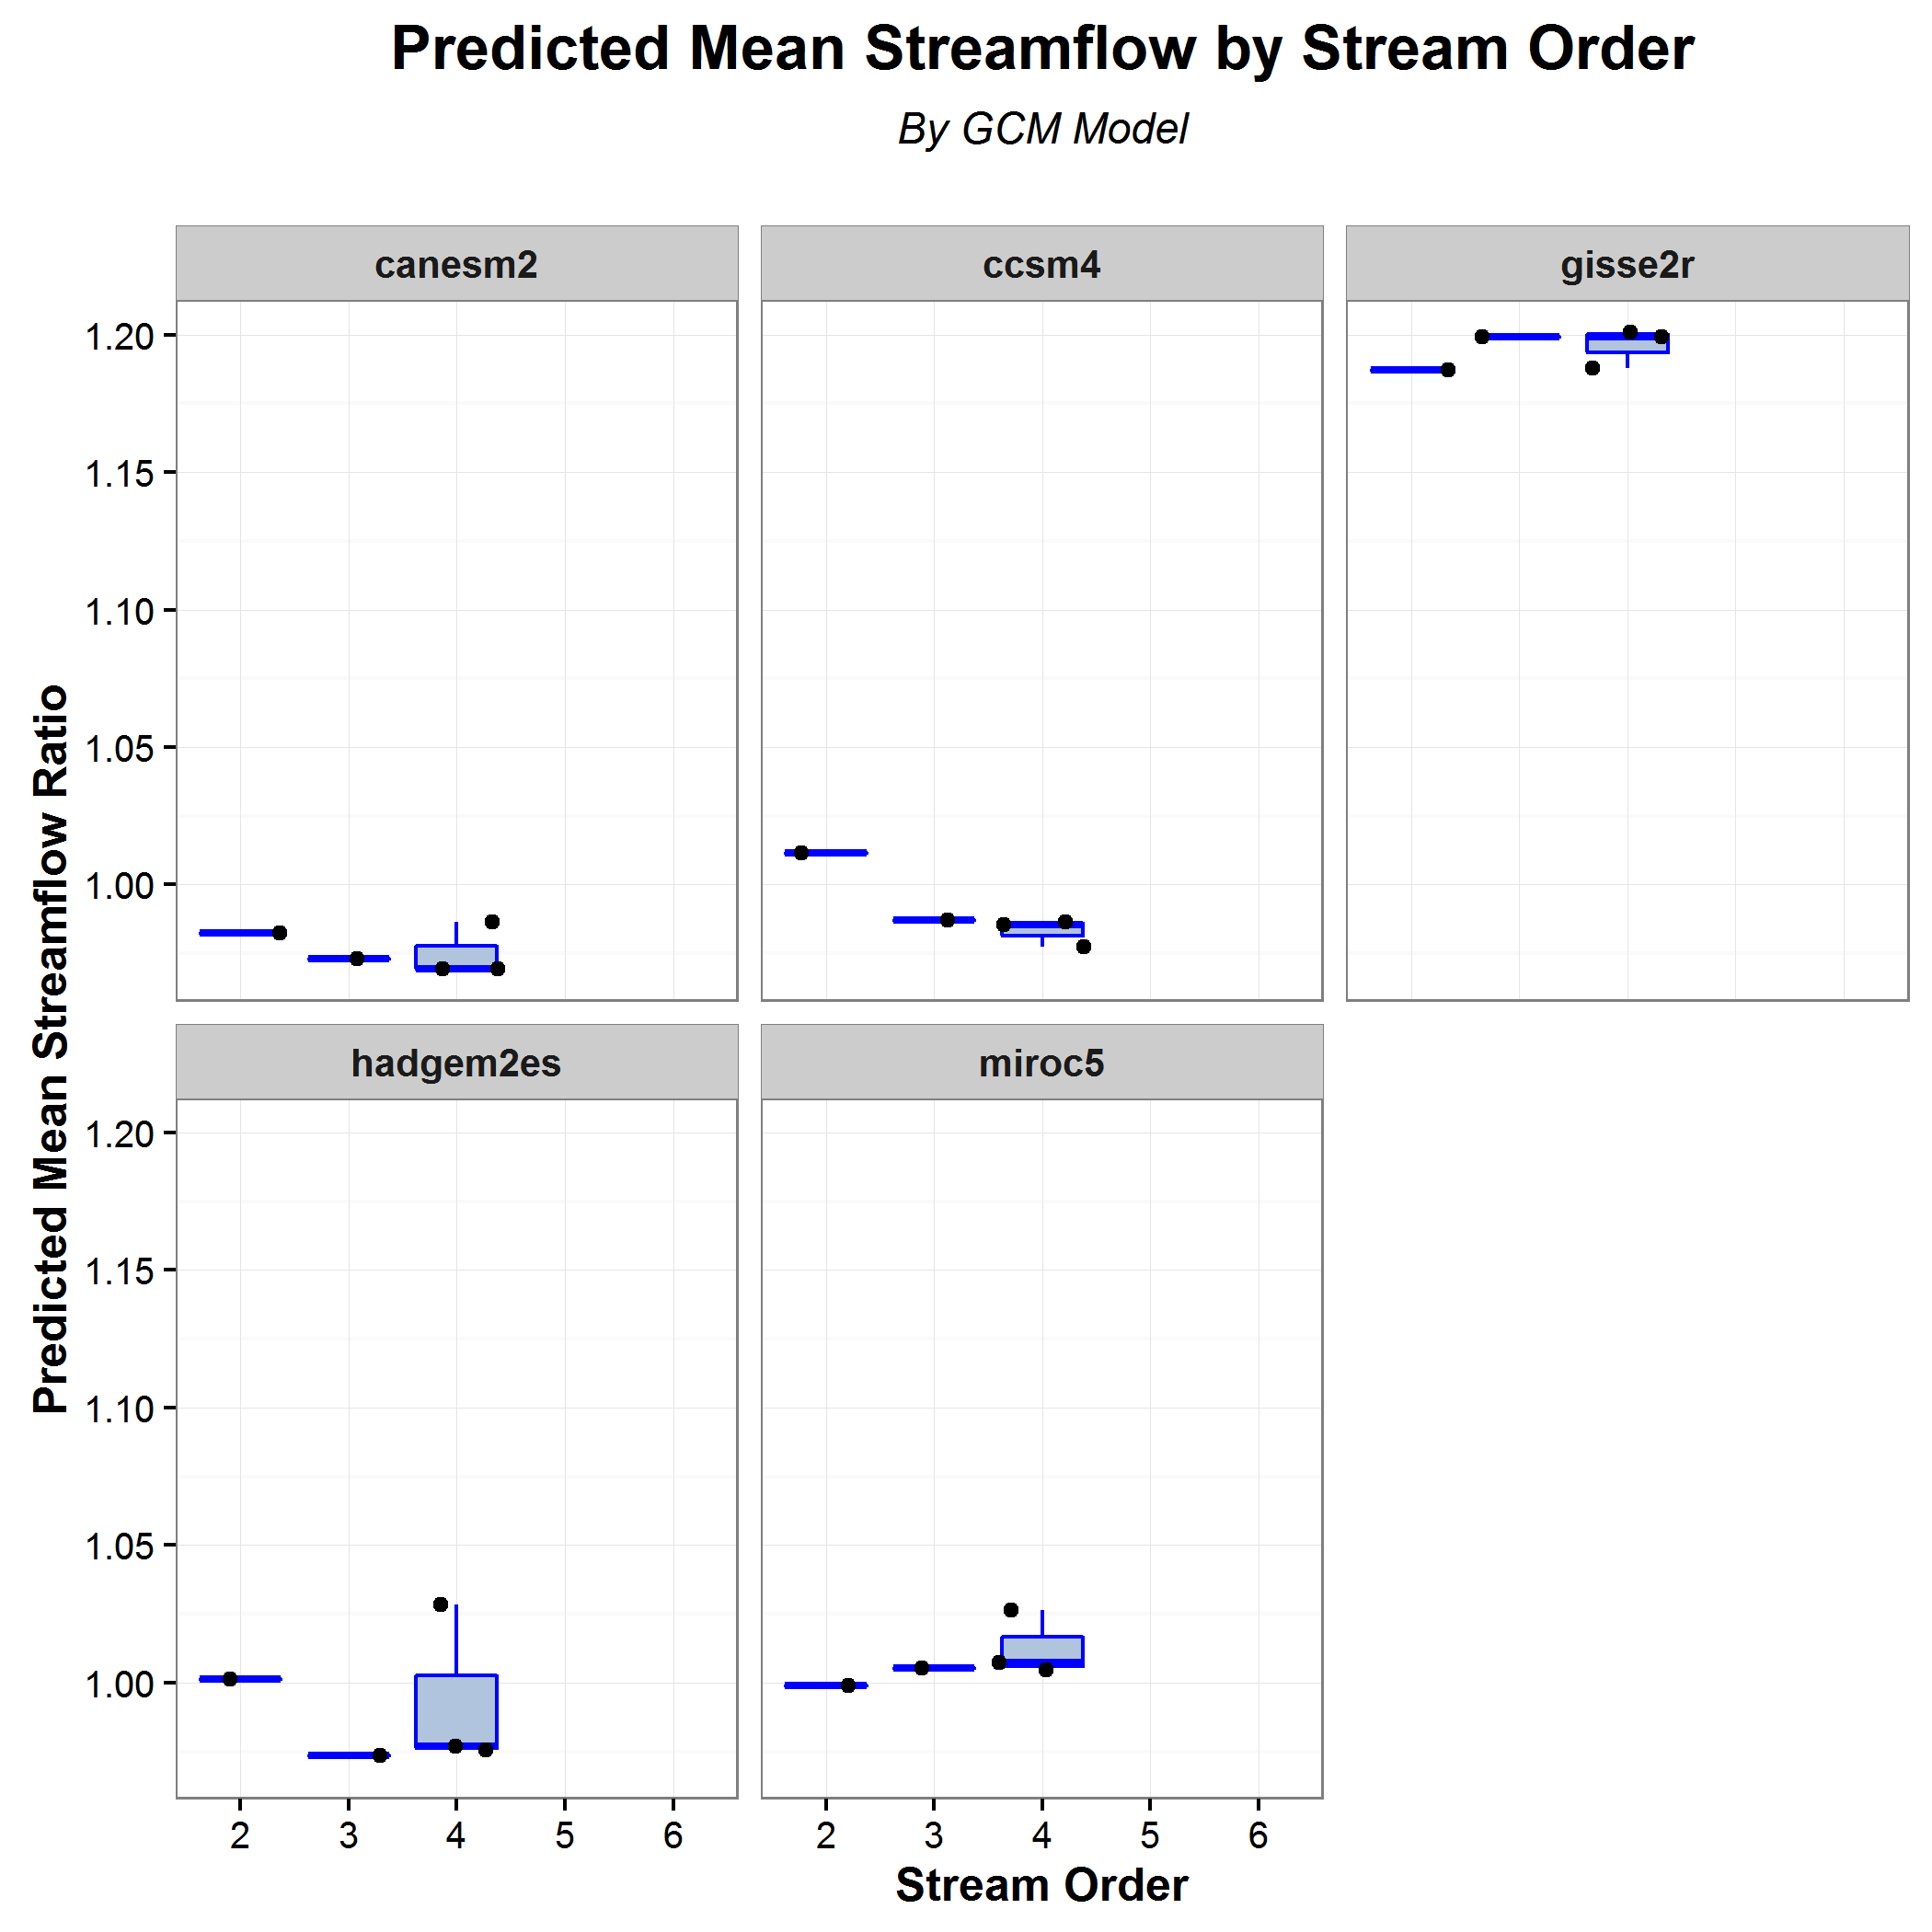 Predicted Mean Streamflow by Stream Order
By GCM Model
canesm2
ccsm4
gisse2r
1.20
1.15
1.10
1.05
1.00
hadgem2es
miroc5
1.20
1.15
1.10
1.05
1.00
2 3 4 5 6
2 3 4 5 6
Stream Order
Predicted Mean Streamflow Ratio